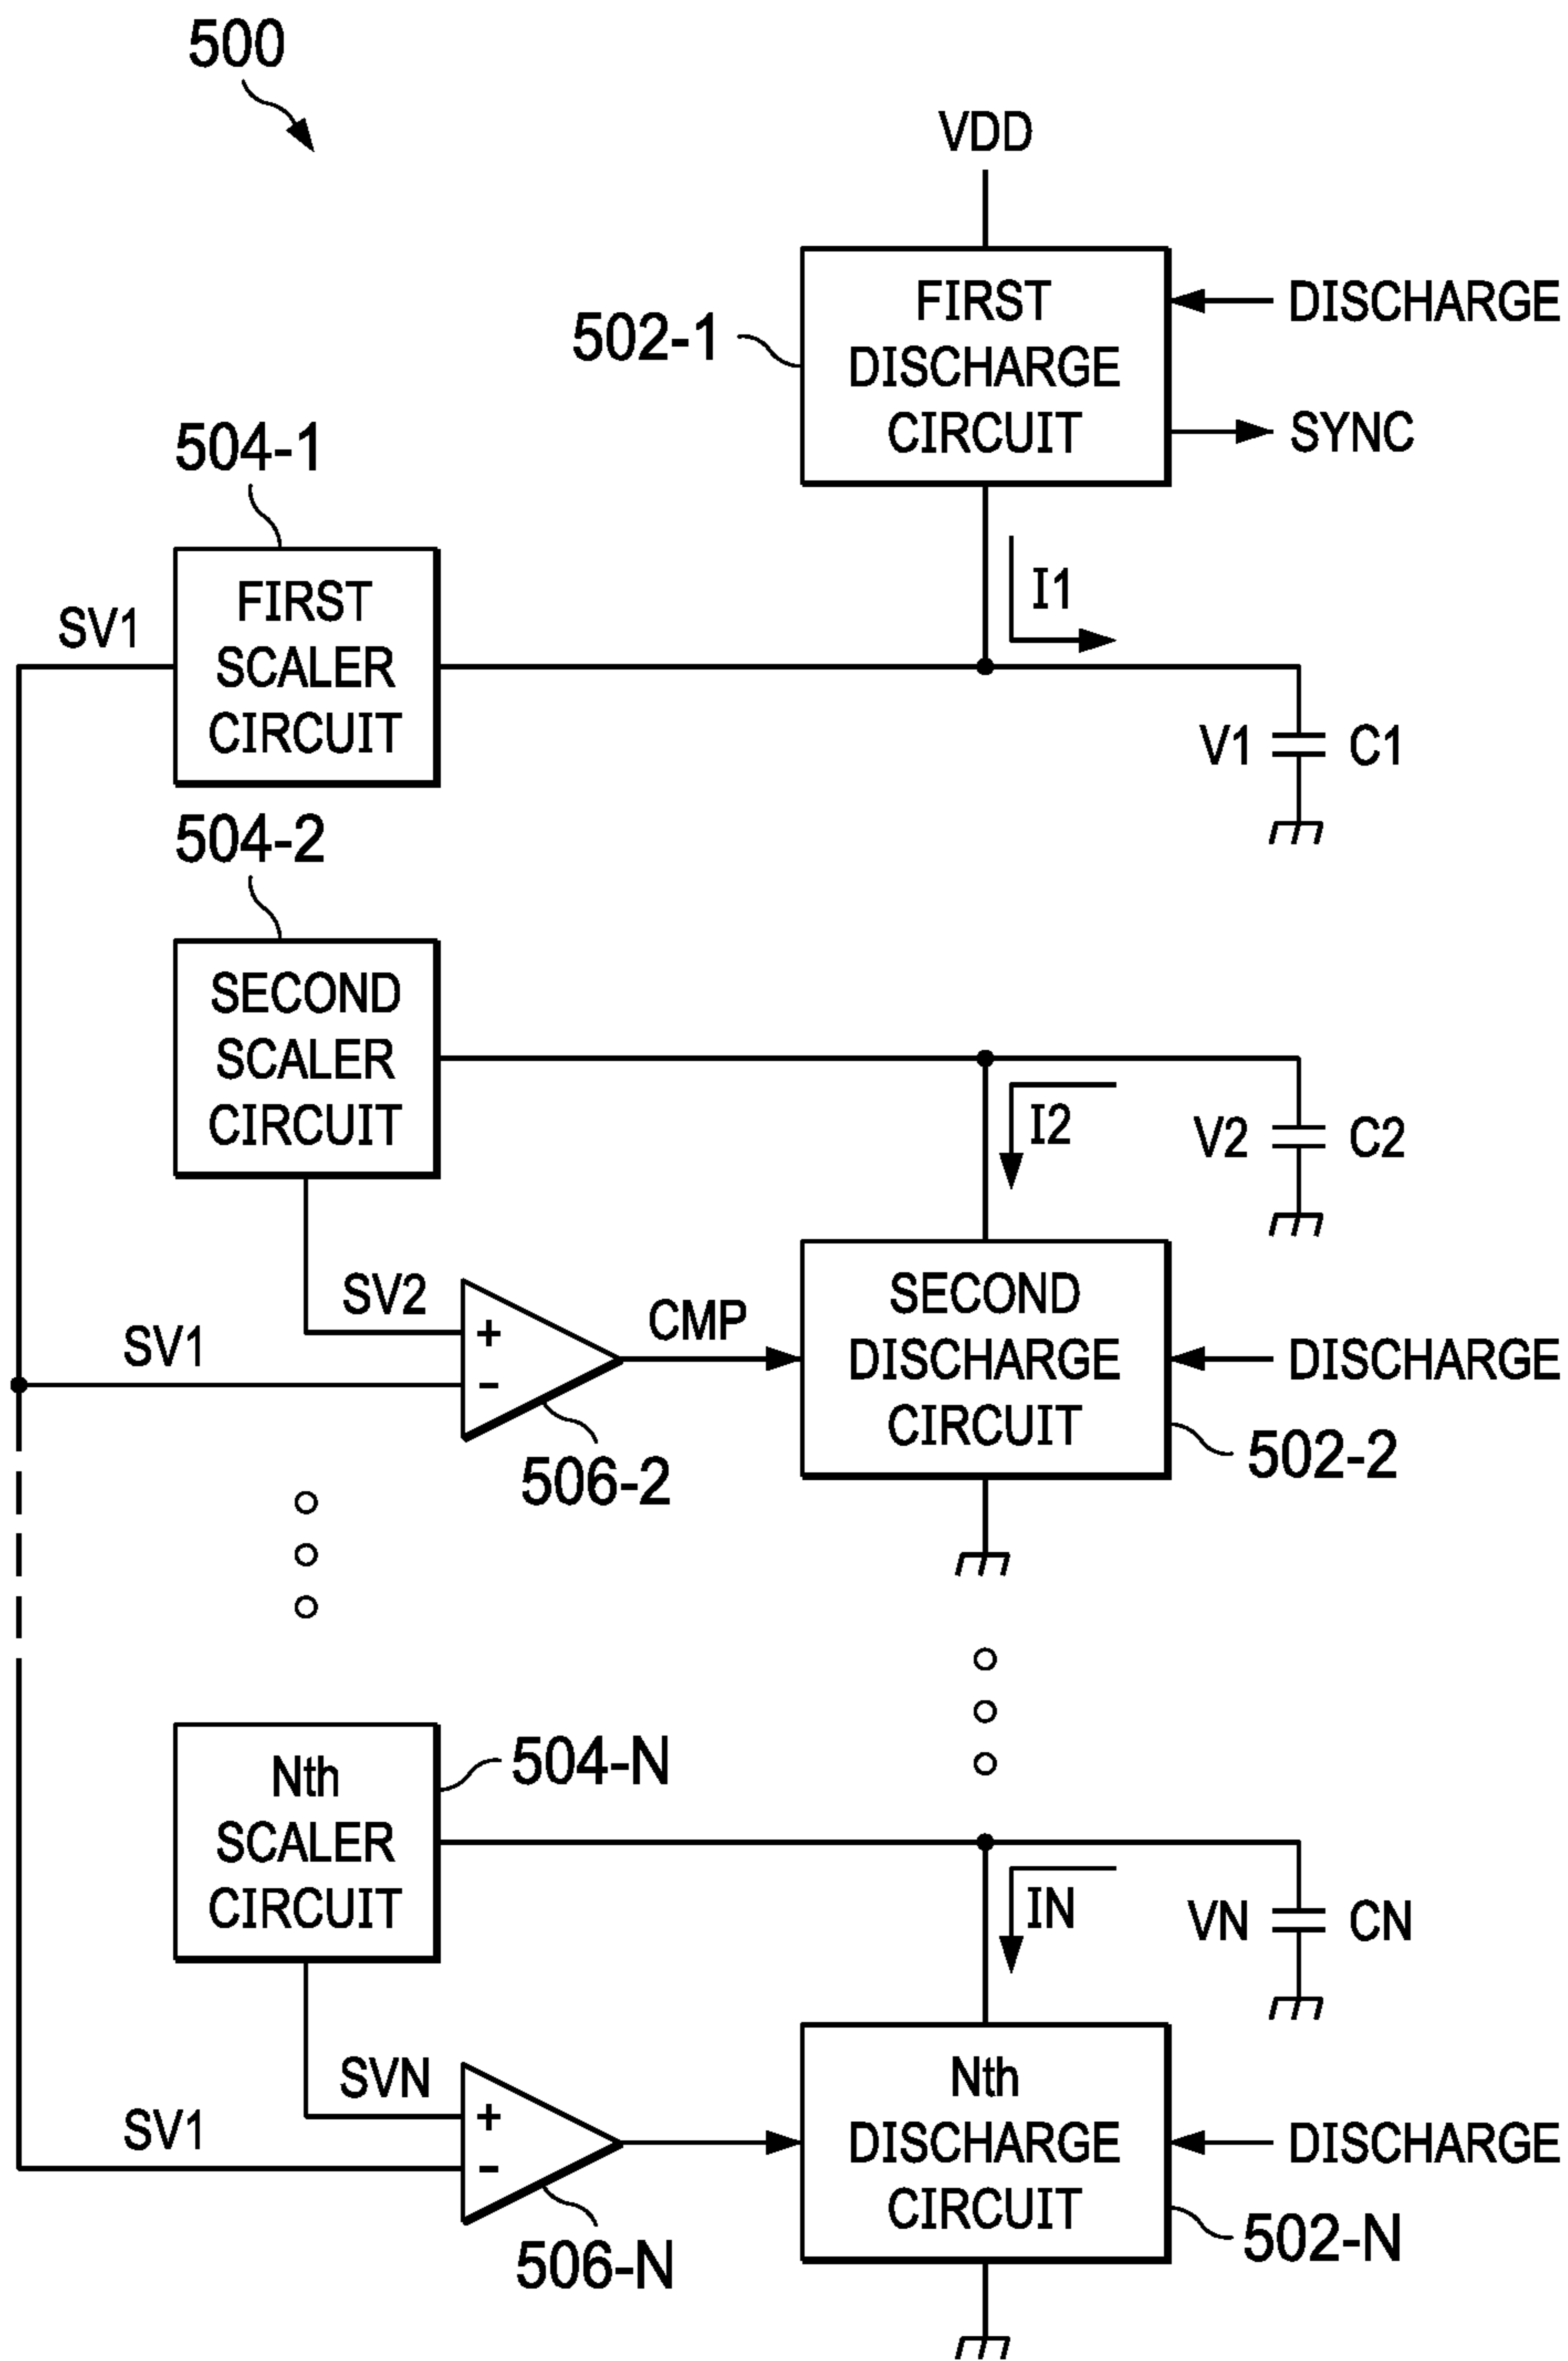 500
VDD
FIRST
DISCHARGE
CIRCUIT
DISCHARGE
SYNC
502-1
504-1
FIRST
SCALER
CIRCUIT
SV1
I1
V1
C1
504-2
SECOND
SCALER
CIRCUIT
I2
V2
C2
SV2
SV1
+
-
CMP
506-2
SECOND
DISCHARGE
CIRCUIT
DISCHARGE
502-2
Nth
SCALER
CIRCUIT
504-N
IN
VN
CN
SVN
SV1
+
-
506-N
Nth
DISCHARGE
CIRCUIT
DISCHARGE
502-N